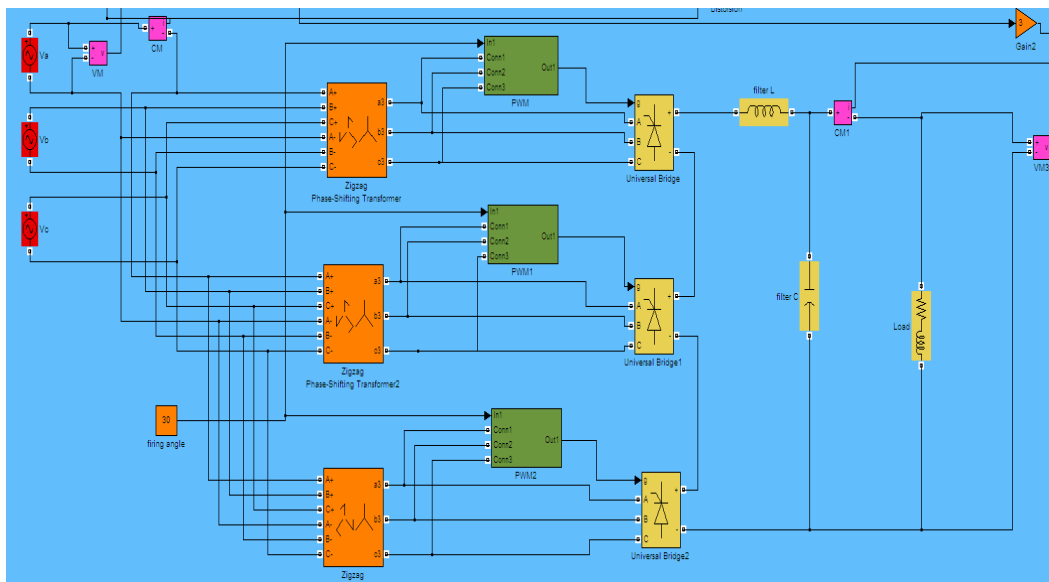 Distortion
3
Gain2
i
+
-
CM
Va
+
-
v
VM
In1
Conn1
Conn2
Conn3
Out1
PWM
A+
B+
C+
A-
B-
C-
a3
b3
c3
Zigzag
Phase-Shifting Transformer
g
A
B
C
+
-
Universal Bridge
filter L
i
+
-
CM1
+
-
v
VM3
Vb
Vc
In1
Conn1
Conn2
Conn3
Out1
PWM1
A+
B+
C+
A-
B-
C-
a3
b3
c3
Zigzag
Phase-Shifting Transformer2
g
A
B
C
+
-
Universal Bridge1
filter C
Load
30
firing angle
In1
Conn1
Conn2
Conn3
Out1
PWM2
A+
B+
C+
A-
B-
C-
a3
b3
c3
Zigzag
g
A
B
C
+
-
Universal Bridge2